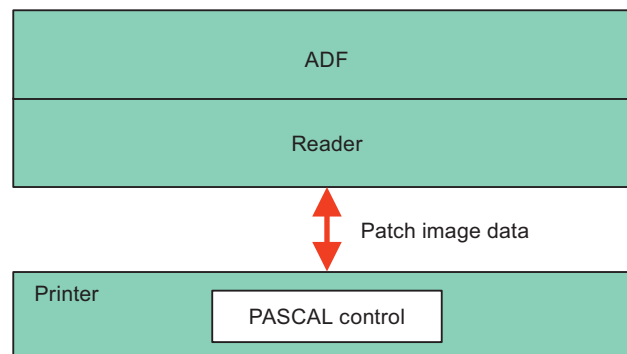 ADF
Reader
Patch image data
Printer
PASCAL control